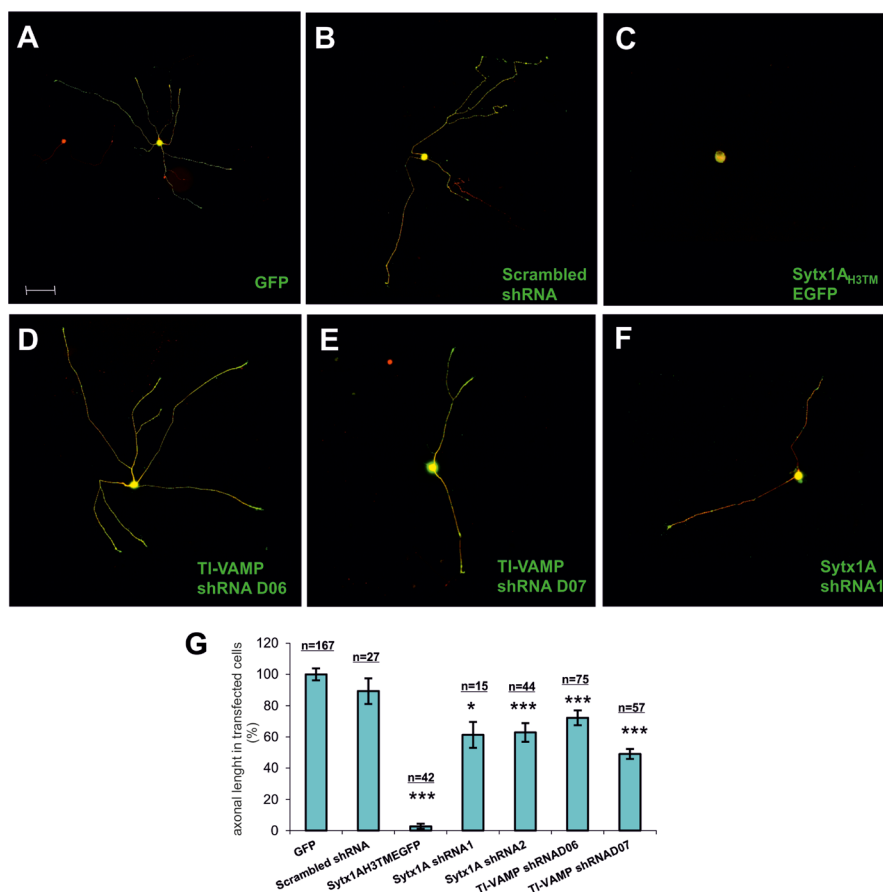 A
GFP
B
Scrambled
shRNA
C
Sytx1AH3TM
EGFP
D
TI-VAMP
shRNA D06
E
TI-VAMP
shRNA D07
F
Sytx1A
shRNA1
G
axonal lenght in transfected cells
(%)
120
100
80
60
40
20
0
n=167
n=27
n=42
***
n=15
*
n=44
***
n=75
***
n=57
***
GFP
Scrambled shRNA
Sytx1AH3TMEGFP
Sytx1A shRNA1
Sytx1A shRNA2
TI-VAMP shRNAD06
TI-VAMP shRNAD07